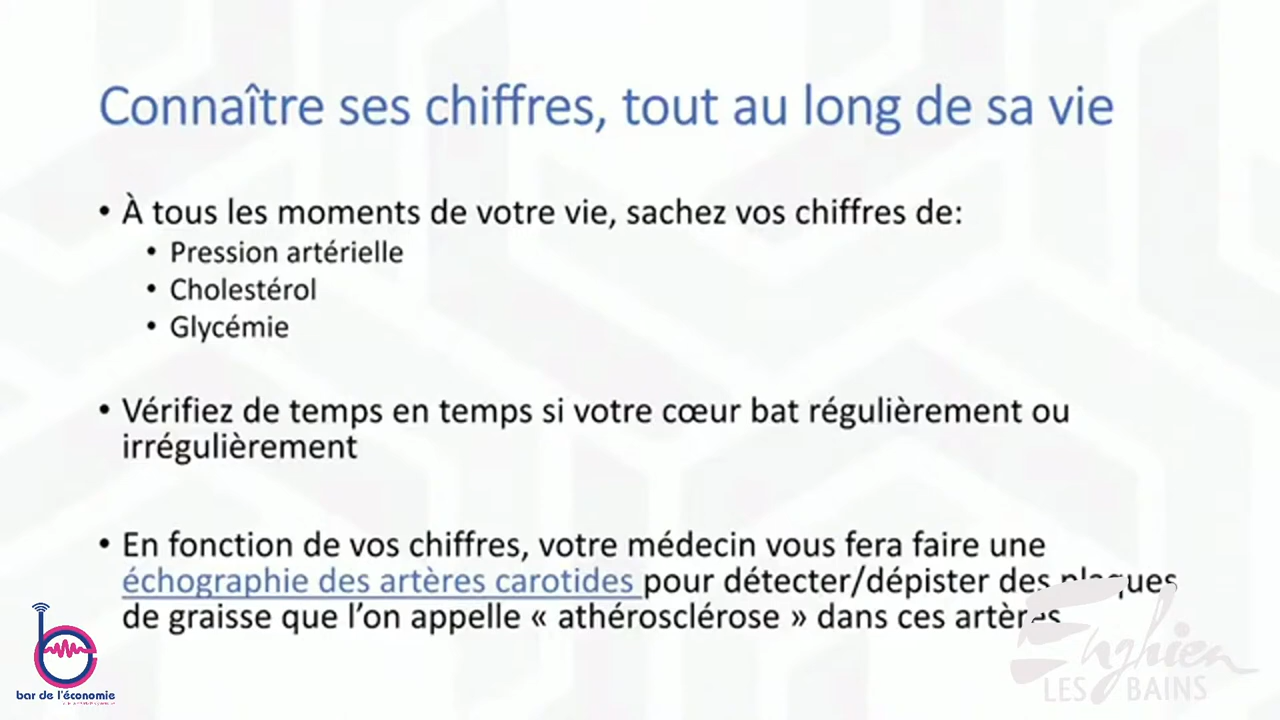 Connaître ses chiffres, tout au long de sa vie
• À tous les moments de votre vie, sachez vos chiffres de:
• Pression artérielle
• Cholestérol
• Glycémie
• Vérifiez de temps en temps si votre cœur bat régulièrement ou
irrégulièrement
• En fonction de vos chiffres, votre médecin vous fera faire une
échographie des artères carotides pour détecter/dépister des plaques
de graisse que l'on appelle « athérosclérose » dans ces artères
bar de l'économie
Enghien
LES BAINS